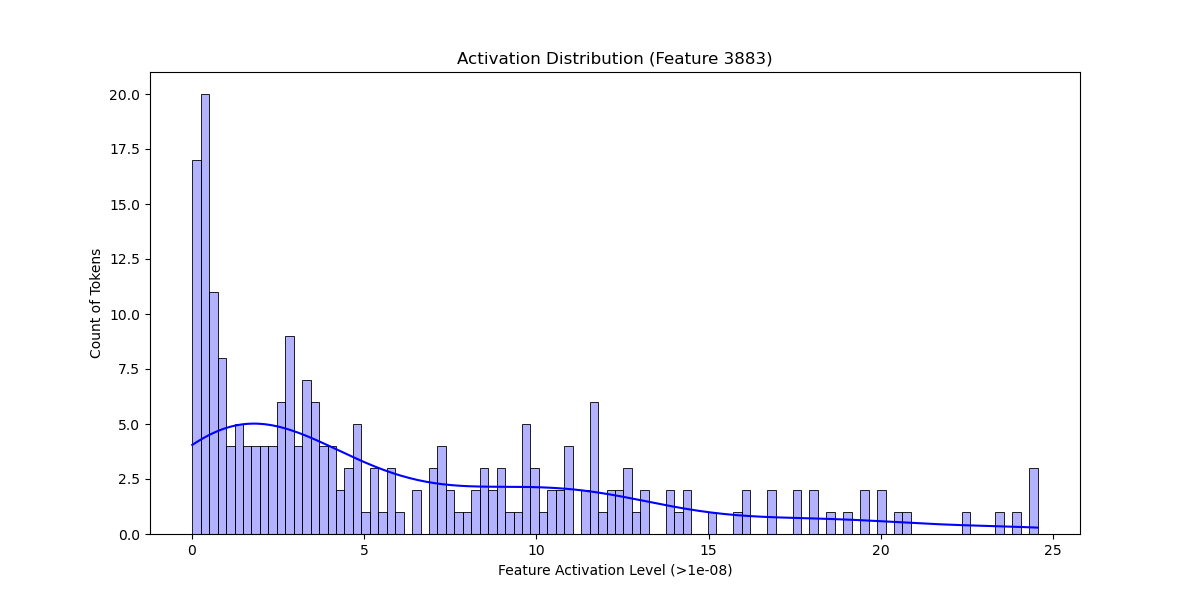 Activation Distribution (Feature 3883)
20.0
17.5
15.0
12.5
10.0
7.5
5.0
2.5
0.0
Count of Tokens
0 5 10 15 20 25
Feature Activation Level (>1e-08)